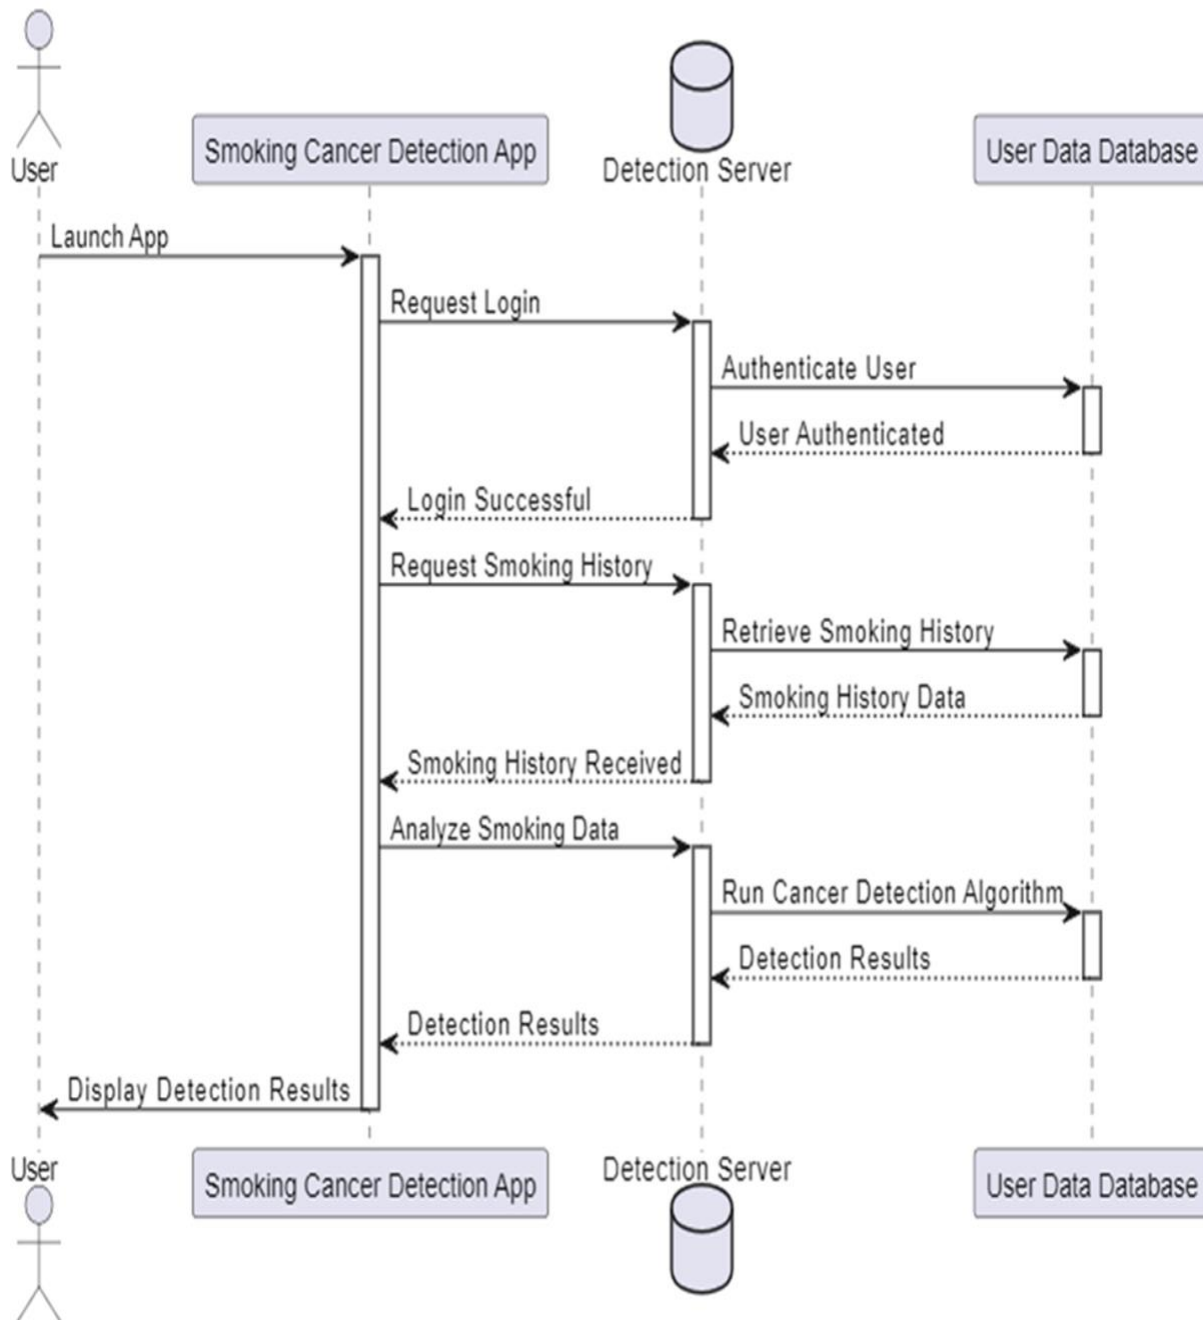 User
Smoking Cancer Detection App
Detection Server
User Data Database
Launch App
Request Login
Authenticate User
User Authenticated
Login Successful
Request Smoking History
Retrieve Smoking History
Smoking History Data
Smoking History Received
Analyze Smoking Data
Run Cancer Detection Algorithm
Detection Results
Detection Results
Display Detection Results
User
Smoking Cancer Detection App
Detection Server
User Data Database